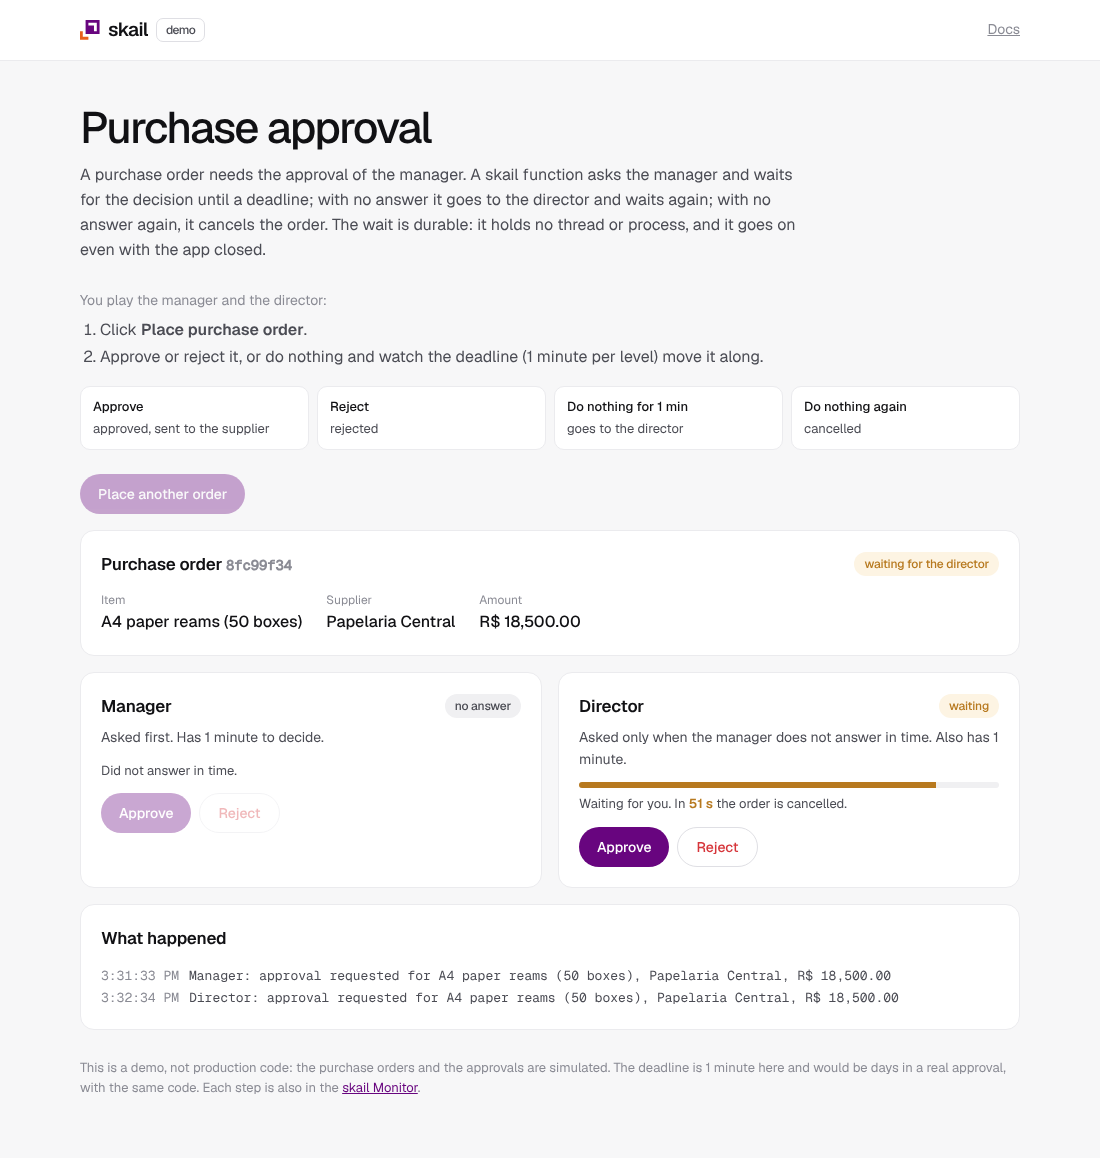 skail demo Docs
Purchase approval
A purchase order needs the approval of the manager. A skail function asks the manager and waits
for the decision until a deadline; with no answer it goes to the director and waits again; with no
answer again, it cancels the order. The wait is durable: it holds no thread or process, and it goes on
even with the app closed.
You play the manager and the director:
1. Click Place purchase order.
2. Approve or reject it, or do nothing and watch the deadline (1 minute per level) move it along.
Approve
approved, sent to the supplier
Reject
rejected
Do nothing for 1 min
goes to the director
Do nothing again
cancelled
Place another order
Purchase order 8fc99f34 waiting for the director
Item
A4 paper reams (50 boxes)
Supplier
Papelaria Central
Amount
R$ 18,500.00
Manager no answer
Asked first. Has 1 minute to decide.
Did not answer in time.
Approve Reject
Director waiting
Asked only when the manager does not answer in time. Also has 1
minute.
Waiting for you. In 51 s the order is cancelled.
Approve Reject
What happened
3:31:33 PM Manager: approval requested for A4 paper reams (50 boxes), Papelaria Central, R$ 18,500.00
3:32:34 PM Director: approval requested for A4 paper reams (50 boxes), Papelaria Central, R$ 18,500.00
This is a demo, not production code: the purchase orders and the approvals are simulated. The deadline is 1 minute here and would be days in a real approval,
with the same code. Each step is also in the skail Monitor.